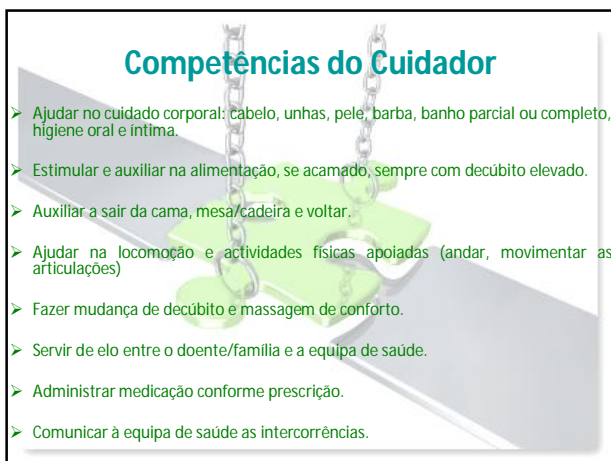 Competências do Cuidador
➢ Ajudar no cuidado corporal: cabelo, unhas, pele, barba, banho parcial ou completo,
higiene oral e íntima.
➢ Estimular e auxiliar na alimentação, se acamado, sempre com decúbito elevado.
➢ Auxiliar a sair da cama, mesa/cadeira e voltar.
➢ Ajudar na locomoção e actividades físicas apoiadas (andar, movimentar as
articulações)
➢ Fazer mudança de decúbito e massagem de conforto.
➢ Servir de elo entre o doente/família e a equipa de saúde.
➢ Administrar medicação conforme prescrição.
➢ Comunicar à equipa de saúde as intercorrências.